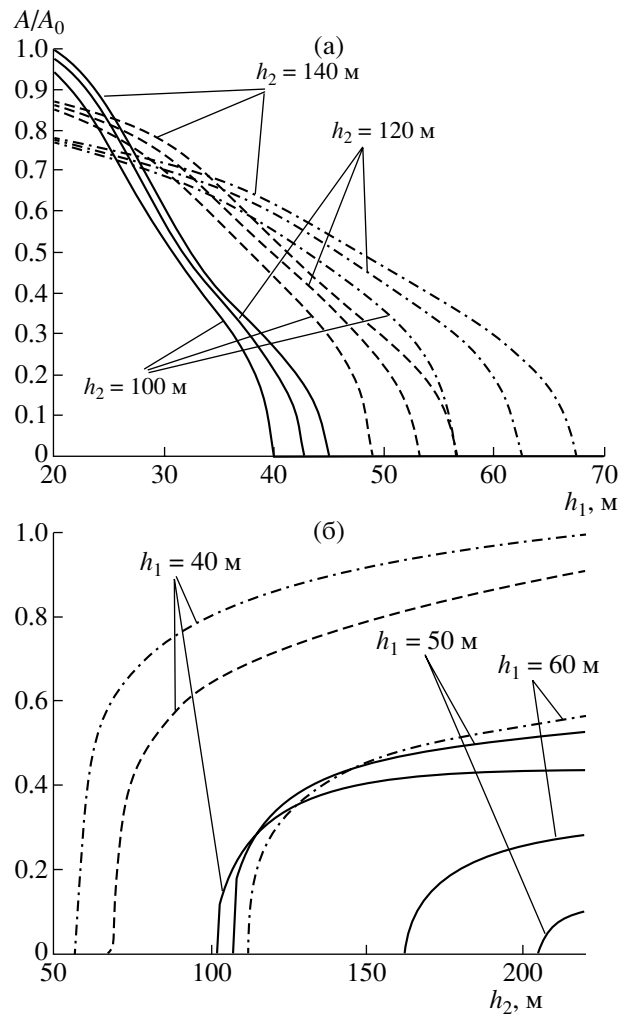 A/A₀
(а)
1.0
h₂ = 140 м
0.9
h₂ = 120 м
0.8
0.7
0.6
0.5
0.4
0.3
0.2
h₂ = 100 м
0.1
0
20 30 40 50 60 70
h₁, м
(б)
1.0
h₁ = 40 м
0.8
h₁ = 50 м
h₁ = 60 м
0.6
0.4
0.2
0
50 100 150 200
h₂, м